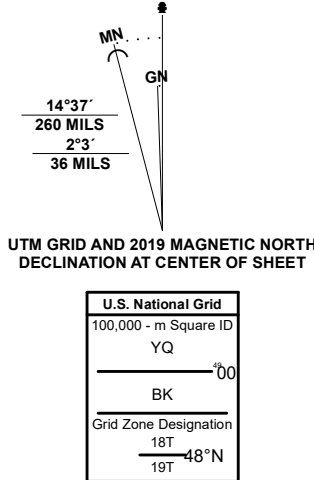 MN
GN
14°37´
260 MILS
2°3´
36 MILS
UTM GRID AND 2019 MAGNETIC NORTH
DECLINATION AT CENTER OF SHEET
U.S. National Grid
100,000 - m Square ID
YQ
4900
BK
Grid Zone Designation
18T
48°N
19T